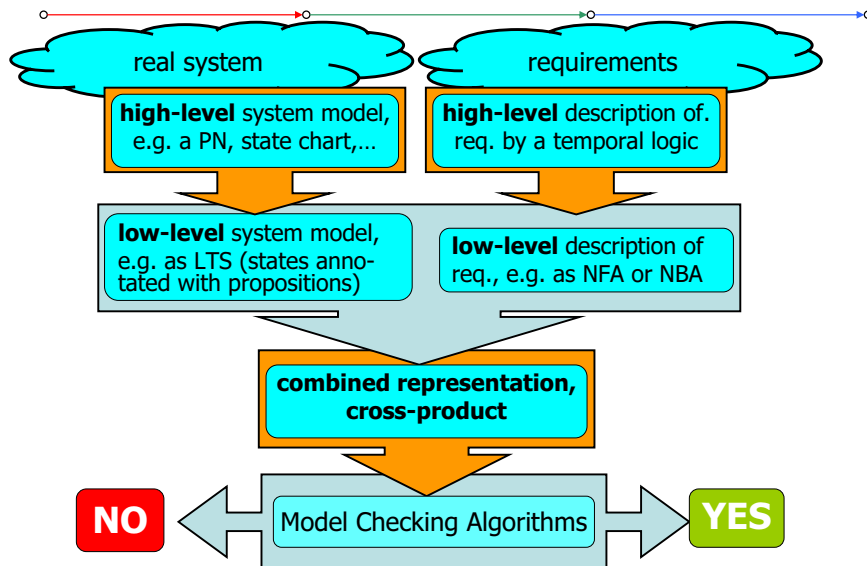 real system
requirements
high-level system model,
e.g. a PN, state chart,...
high-level description of.
req. by a temporal logic
low-level system model,
e.g. as LTS (states anno-
tated with propositions)
low-level description of
req., e.g. as NFA or NBA
combined representation,
cross-product
NO
Model Checking Algorithms
YES